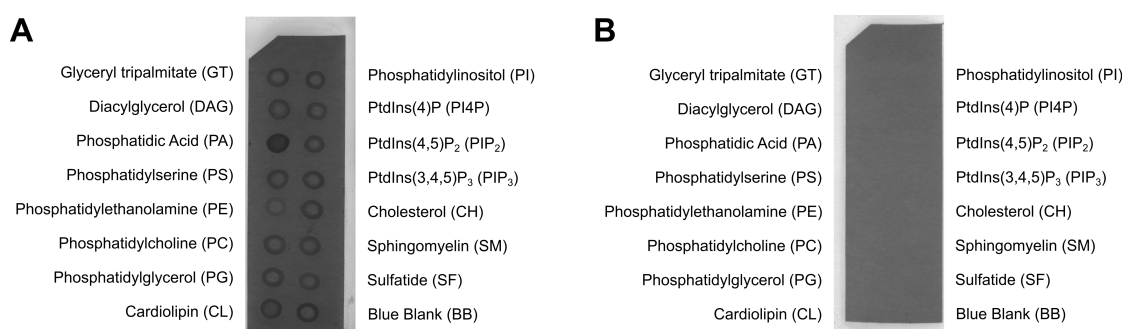 A
Glyceryl tripalmitate (GT)
Diacylglycerol (DAG)
Phosphatidic Acid (PA)
Phosphatidylserine (PS)
Phosphatidylethanolamine (PE)
Phosphatidylcholine (PC)
Phosphatidylglycerol (PG)
Cardiolipin (CL)
Phosphatidylinositol (PI)
PtdIns(4)P (PI4P)
PtdIns(4,5)P₂ (PIP₂)
PtdIns(3,4,5)P₃ (PIP₃)
Cholesterol (CH)
Sphingomyelin (SM)
Sulfatide (SF)
Blue Blank (BB)
B
Glyceryl tripalmitate (GT)
Diacylglycerol (DAG)
Phosphatidic Acid (PA)
Phosphatidylserine (PS)
Phosphatidylethanolamine (PE)
Phosphatidylcholine (PC)
Phosphatidylglycerol (PG)
Cardiolipin (CL)
Phosphatidylinositol (PI)
PtdIns(4)P (PI4P)
PtdIns(4,5)P₂ (PIP₂)
PtdIns(3,4,5)P₃ (PIP₃)
Cholesterol (CH)
Sphingomyelin (SM)
Sulfatide (SF)
Blue Blank (BB)